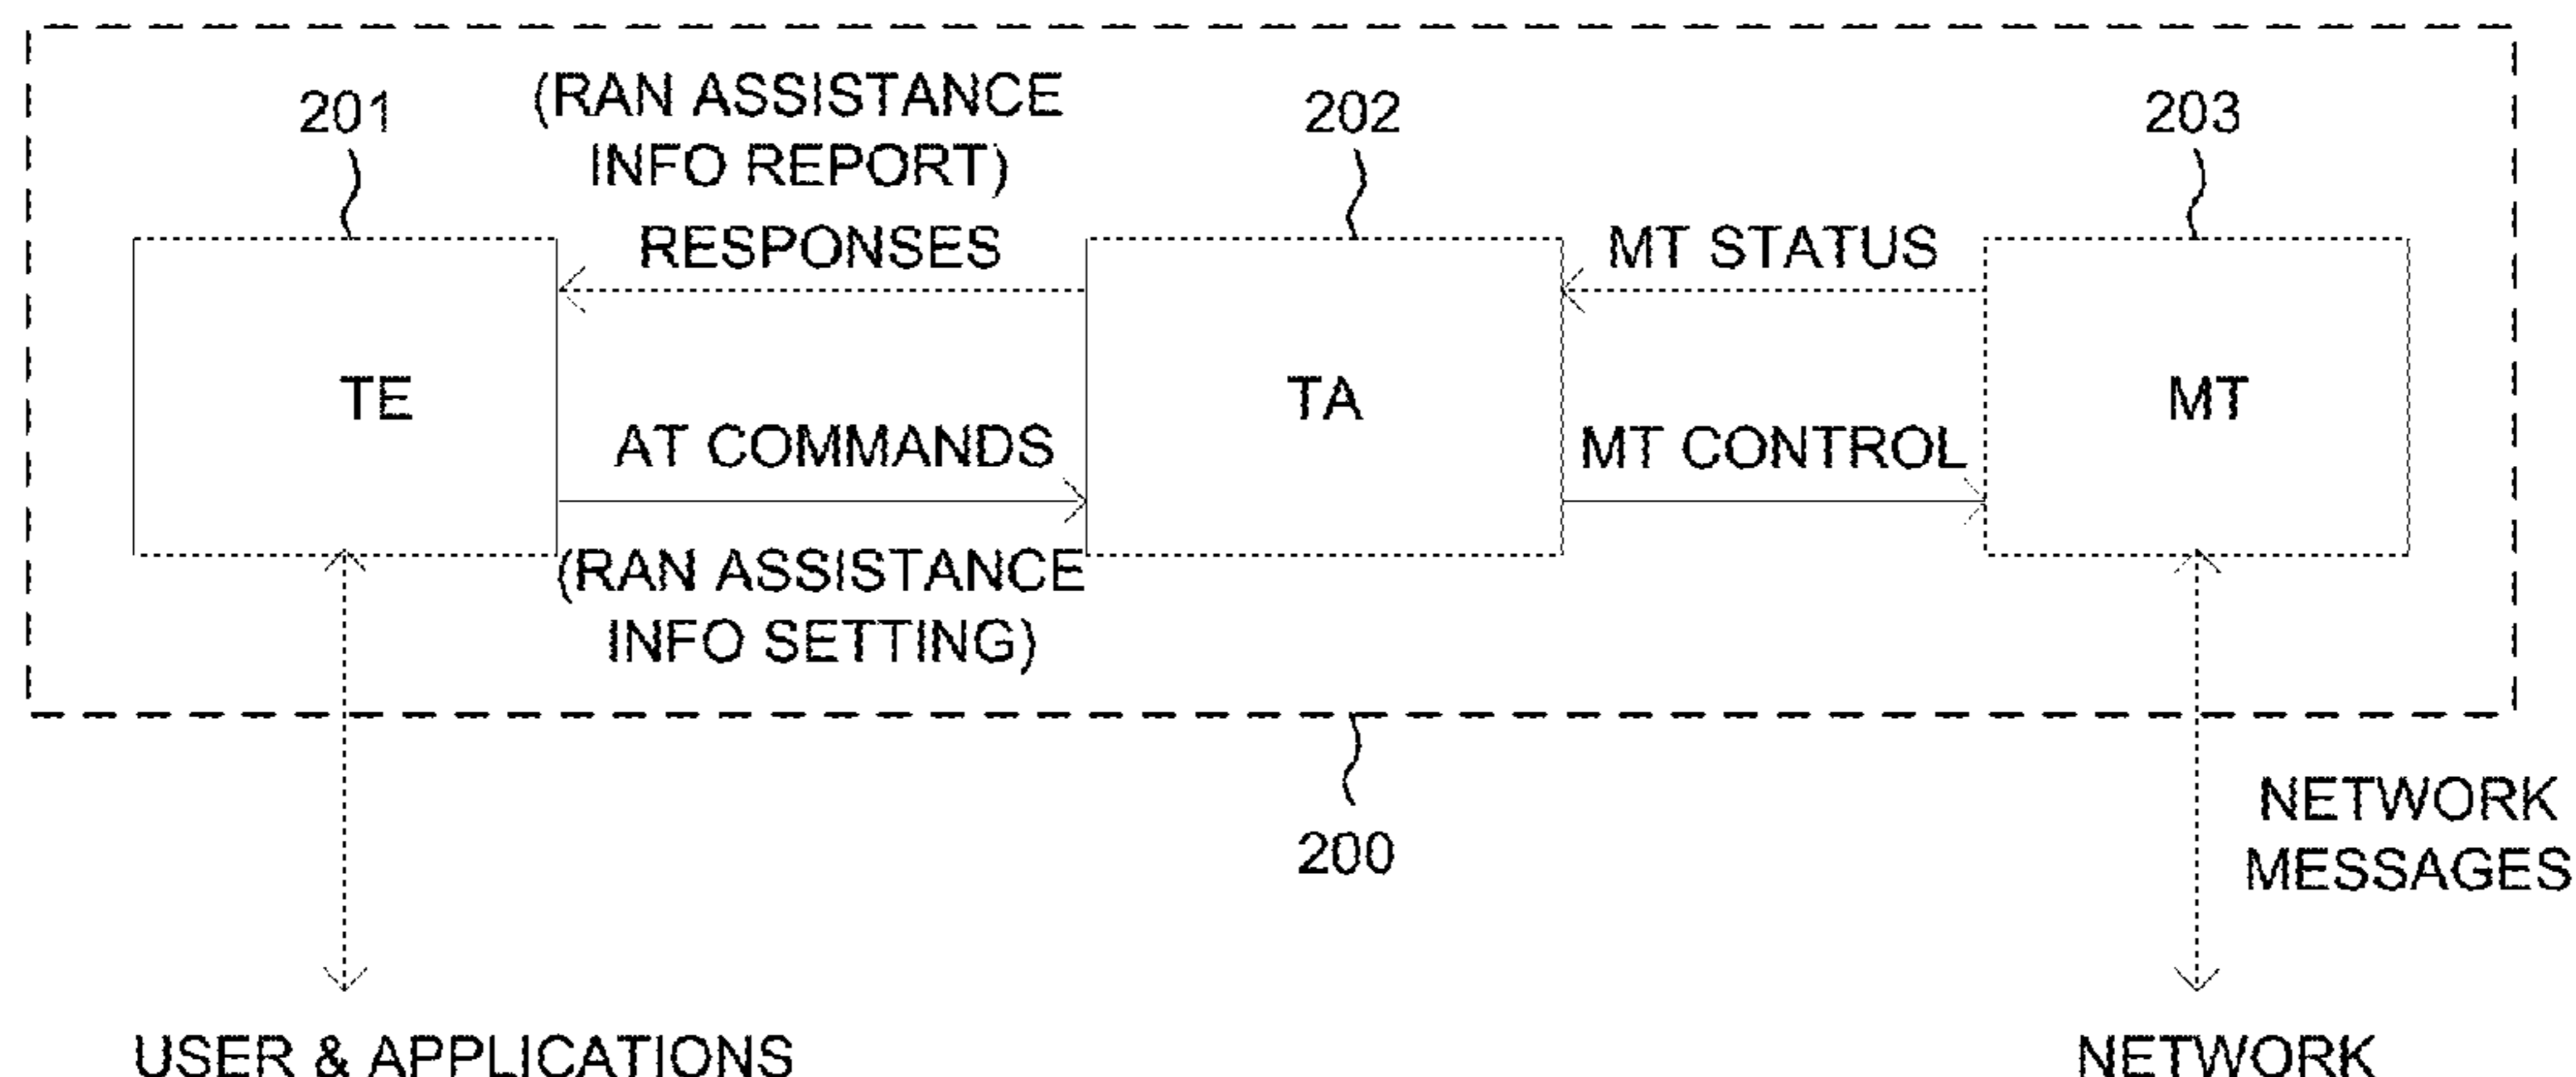 (RAN ASSISTANCE
INFO REPORT)
RESPONSES
201
202
203
MT STATUS
TE
TA
MT
AT COMMANDS
MT CONTROL
(RAN ASSISTANCE
INFO SETTING)
200
NETWORK
MESSAGES
USER & APPLICATIONS
NETWORK